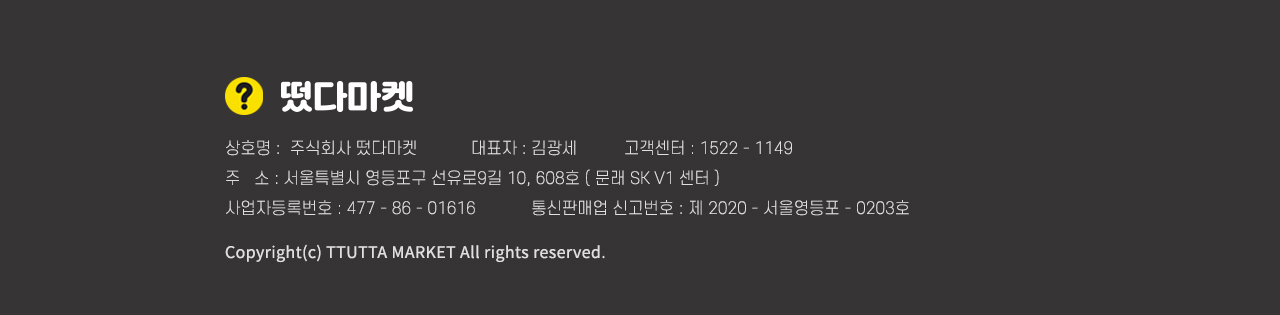 ? 떴다마켓
상호명 : 주식회사 떴다마켓 대표자 : 김광세 고객센터 : 1522 - 1149
주 소 : 서울특별시 영등포구 선유로9길 10, 608호 ( 문래 SK V1 센터 )
사업자등록번호 : 477 - 86 - 01616 통신판매업 신고번호 : 제 2020 - 서울영등포 - 0203호
Copyright(c) TTUTTA MARKET All rights reserved.